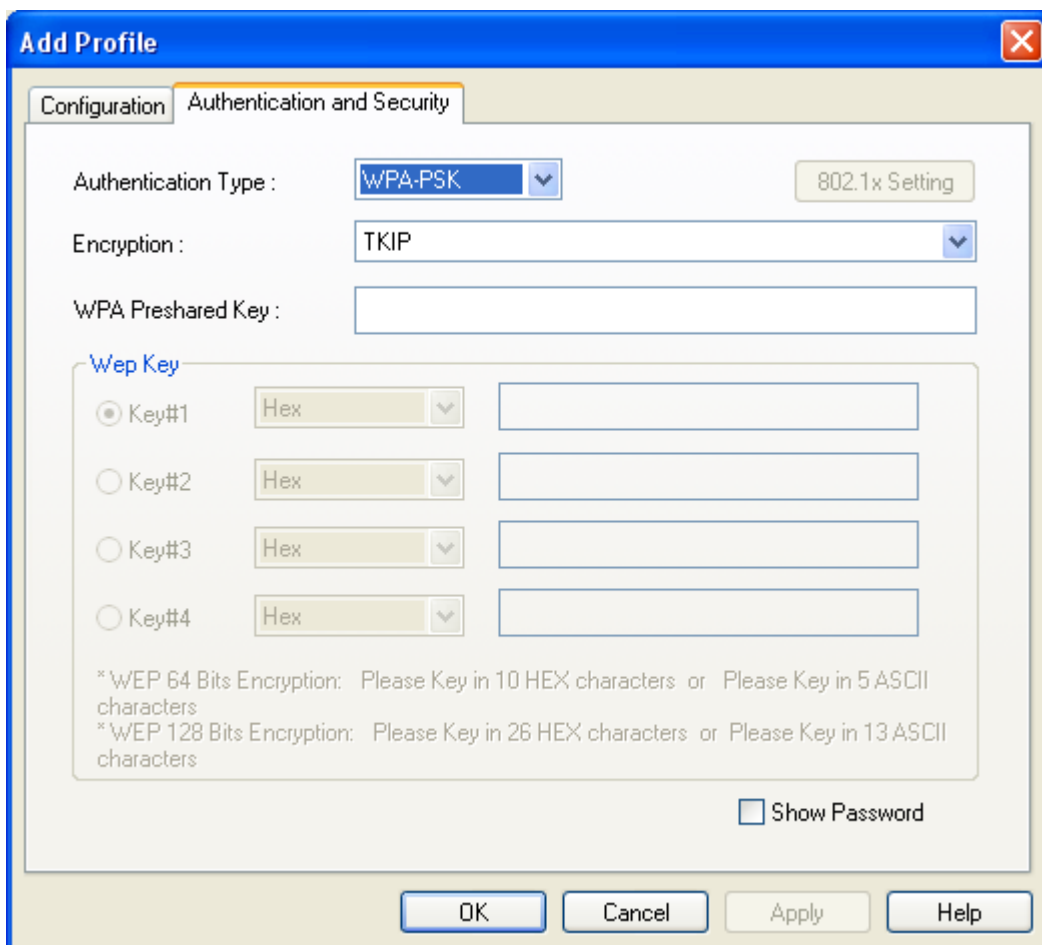 Add Profile
Configuration
Authentication and Security
Authentication Type :
WPA-PSK
802.1x Setting
Encryption :
TKIP
WPA Preshared Key :
Wep Key
Key#1
Hex
Key#2
Hex
Key#3
Hex
Key#4
Hex
* WEP 64 Bits Encryption: Please Key in 10 HEX characters or Please Key in 5 ASCII
characters
* WEP 128 Bits Encryption: Please Key in 26 HEX characters or Please Key in 13 ASCII
characters
Show Password
OK
Cancel
Apply
Help